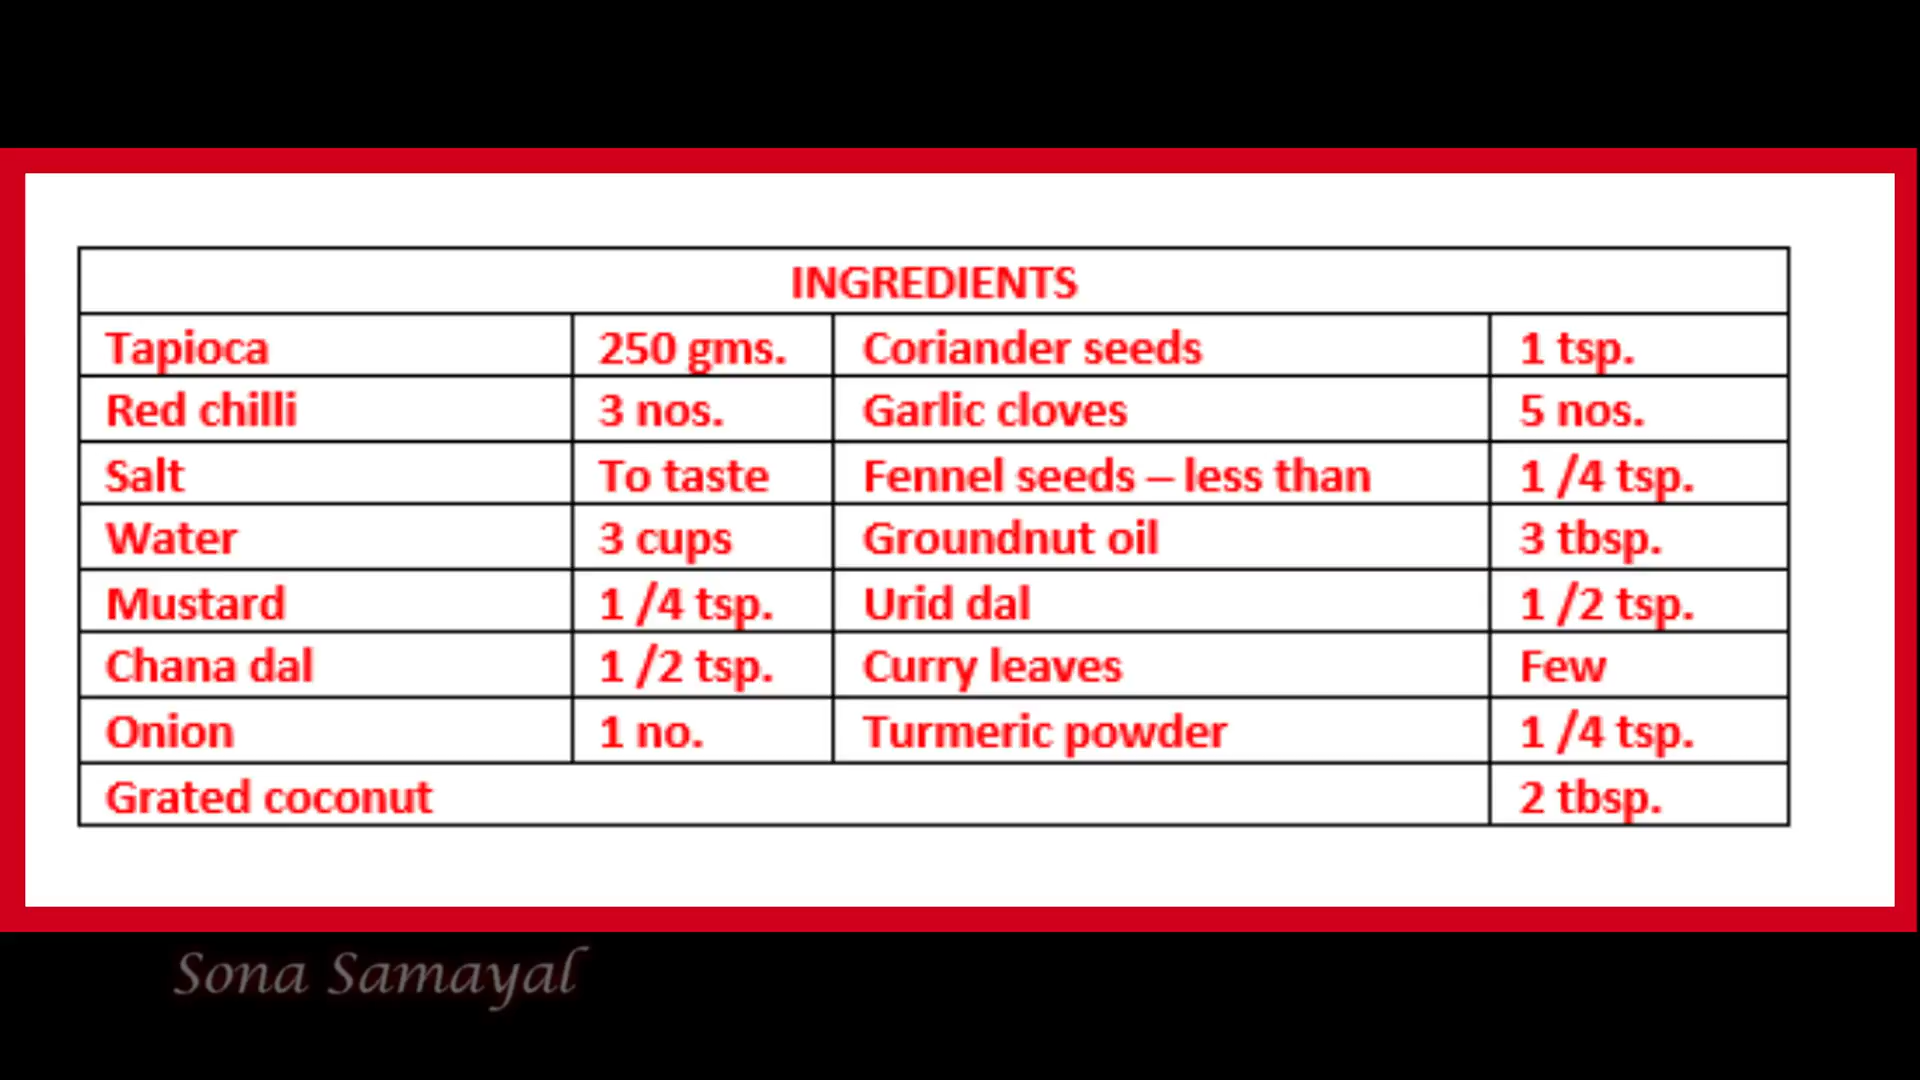 INGREDIENTS
Tapioca 250 gms. Coriander seeds 1 tsp.
Red chilli 3 nos. Garlic cloves 5 nos.
Salt To taste Fennel seeds – less than 1 /4 tsp.
Water 3 cups Groundnut oil 3 tbsp.
Mustard 1 /4 tsp. Urid dal 1 /2 tsp.
Chana dal 1 /2 tsp. Curry leaves Few
Onion 1 no. Turmeric powder 1 /4 tsp.
Grated coconut 2 tbsp.
Sona Samayal